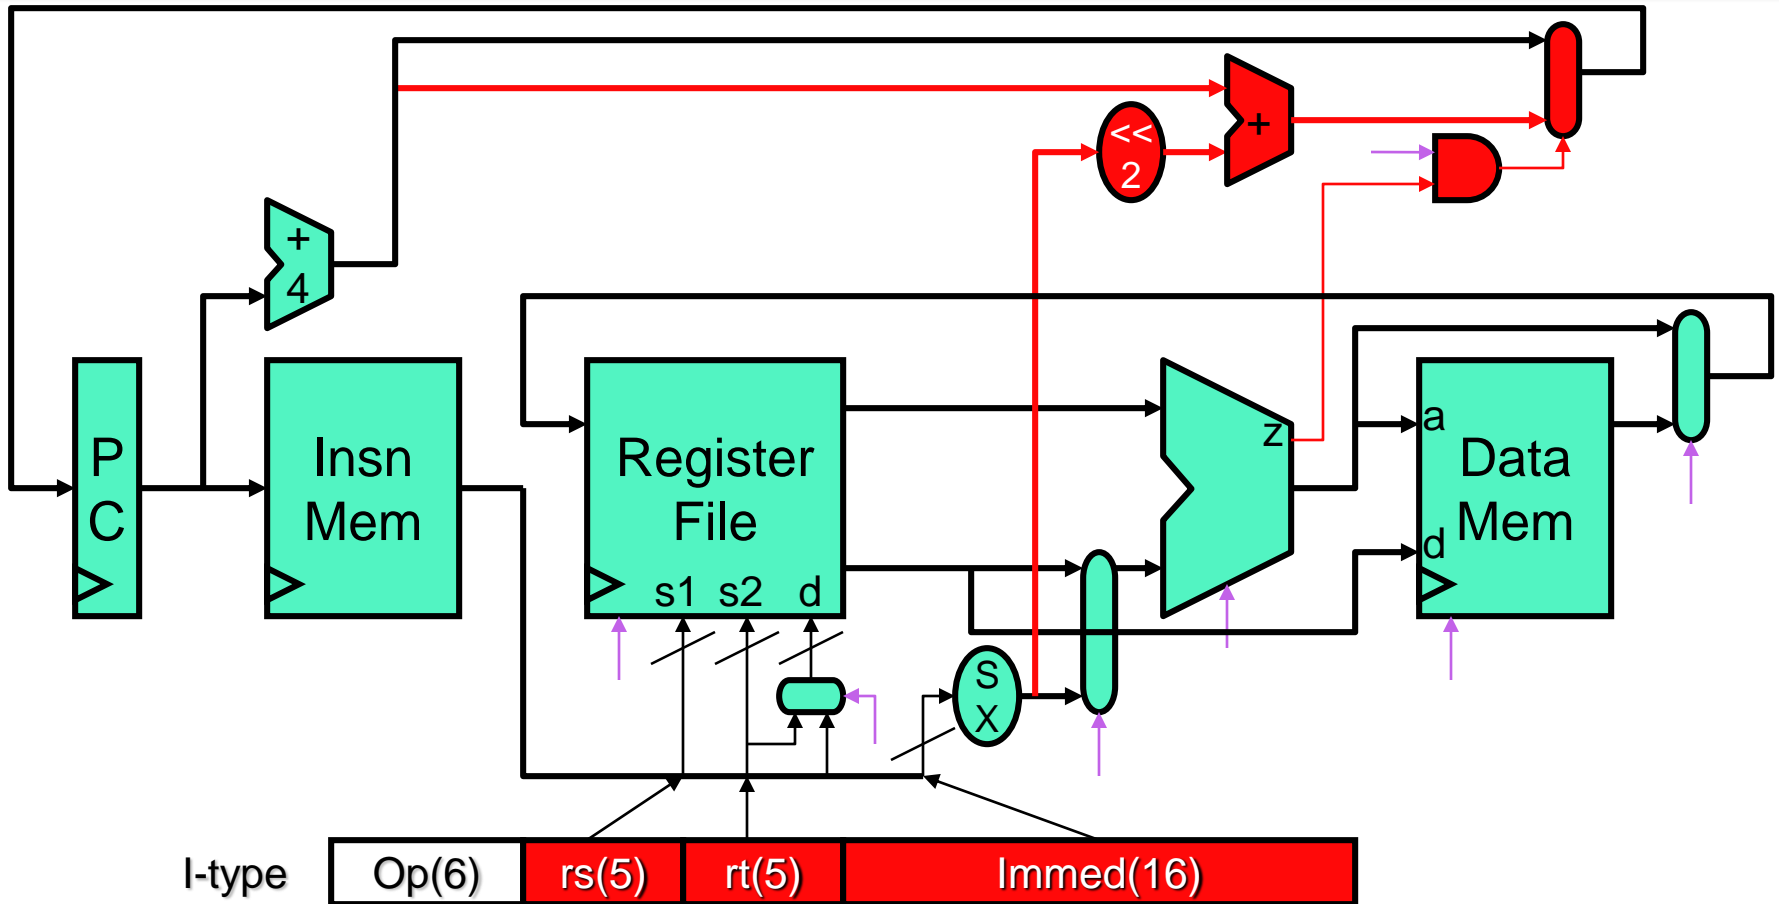 <<
2
+
+
4
P
C
Insn
Mem
Register
File
s1 s2 d
S
X
z
a
d
Data
Mem
I-type Op(6) rs(5) rt(5) Immed(16)